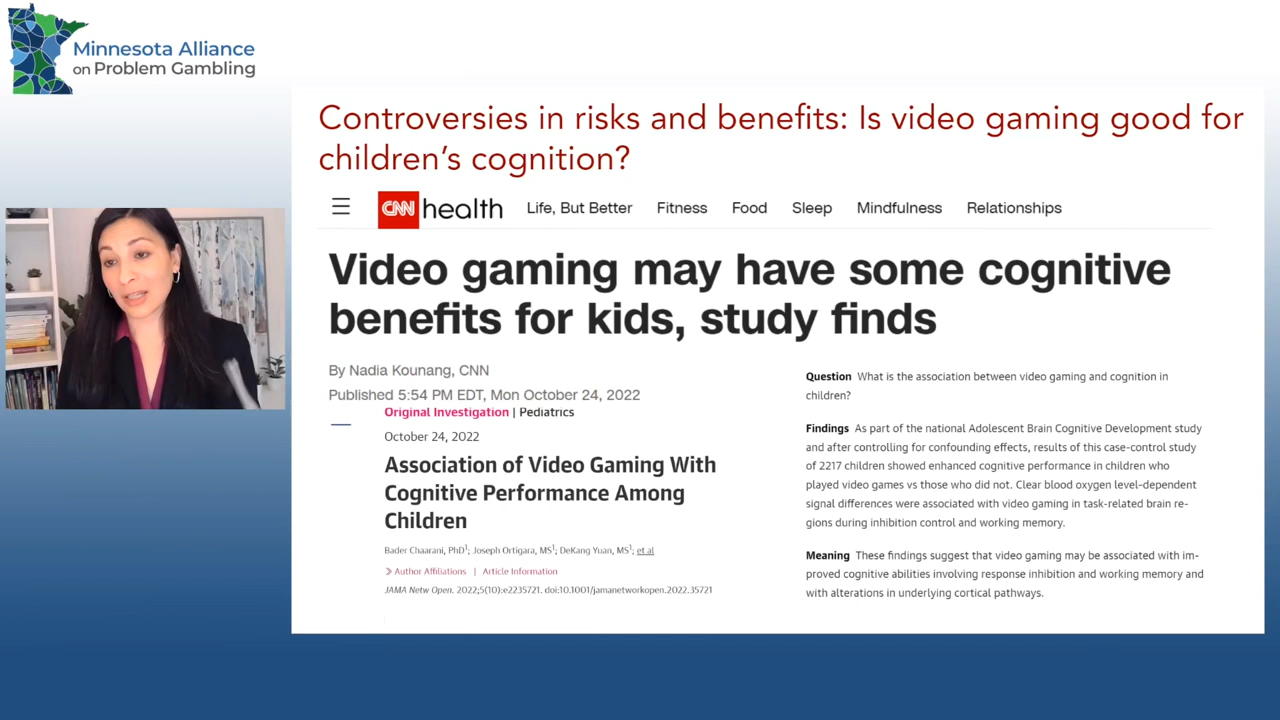 Minnesota Alliance
on Problem Gambling
Controversies in risks and benefits: Is video gaming good for
children's cognition?
CNN health Life, But Better Fitness Food Sleep Mindfulness Relationships
Video gaming may have some cognitive
benefits for kids, study finds
By Nadia Kounang, CNN
Published 5:54 PM EDT, Mon October 24, 2022
Original Investigation | Pediatrics
October 24, 2022
Association of Video Gaming With
Cognitive Performance Among
Children
Bader Chaarani, PhD1; Joseph Ortigara, MS1; DeKang Yuan, MS1; et al
Author Affiliations | Article Information
JAMA Netw Open. 2022;5(10):e2235721. doi:10.1001/jamanetworkopen.2022.35721
Question What is the association between video gaming and cognition in
children?
Findings As part of the national Adolescent Brain Cognitive Development study
and after controlling for confounding effects, results of this case-control study
of 2217 children showed enhanced cognitive performance in children who
played video games vs those who did not. Clear blood oxygen level-dependent
signal differences were associated with video gaming in task-related brain re-
gions during inhibition control and working memory.
Meaning These findings suggest that video gaming may be associated with im-
proved cognitive abilities involving response inhibition and working memory and
with alterations in underlying cortical pathways.